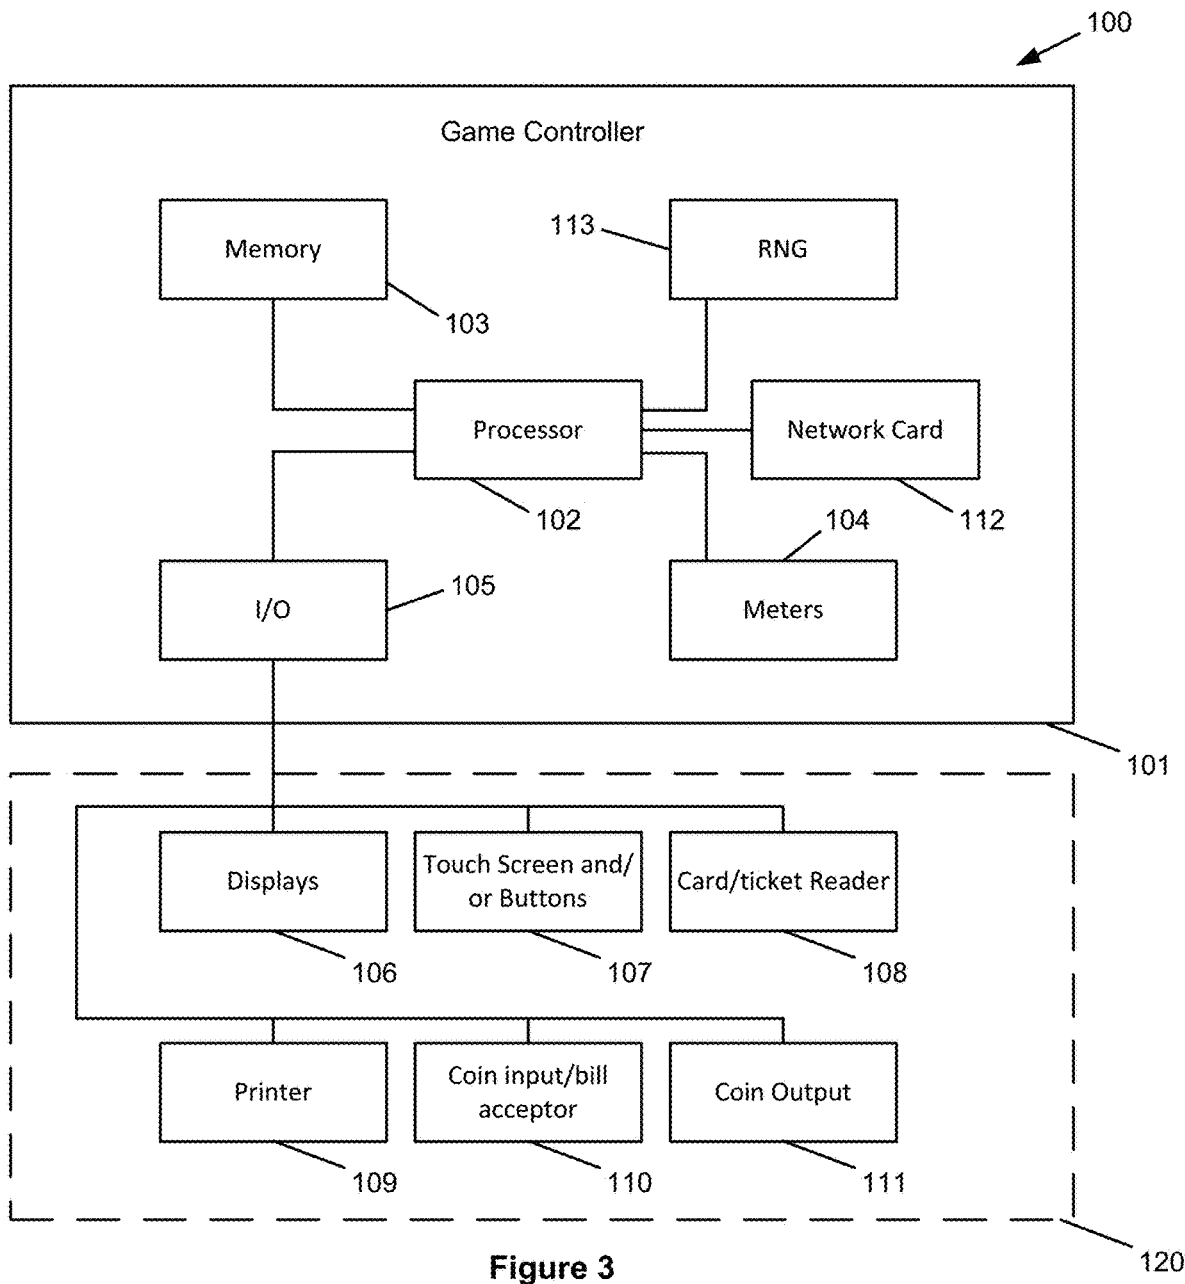 100
Game Controller
Memory
113
RNG
103
Processor
Network Card
102
104
112
I/O
105
Meters
101
Displays
Touch Screen and/
or Buttons
Card/ticket Reader
106
107
108
Printer
Coin input/bill
acceptor
Coin Output
109
110
111
120
Figure 3